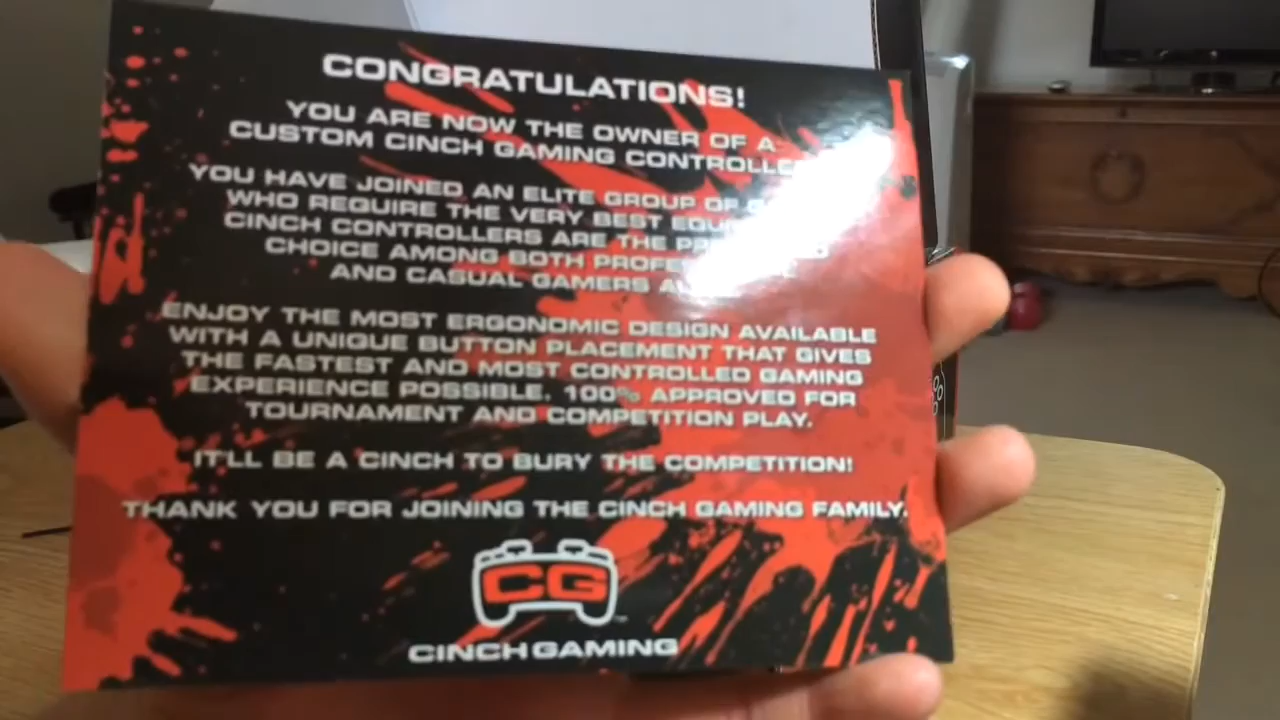 CONGRATULATIONS!
YOU ARE NOW THE OWNER OF A
CUSTOM CINCH GAMING CONTROLLER
YOU HAVE JOINED AN ELITE GROUP OF
WHO REQUIRE THE VERY BEST
CINCH CONTROLLERS ARE THE
CHOICE AMONG BOTH
AND CASUAL GAMERS
ENJOY THE MOST ERGONOMIC DESIGN AVAILABLE
WITH A UNIQUE BUTTON PLACEMENT THAT GIVES
THE FASTEST AND MOST CONTROLLED GAMING
EXPERIENCE POSSIBLE. 100% APPROVED FOR
TOURNAMENT AND COMPETITION PLAY.
IT'LL BE A CINCH TO BURY THE COMPETITION!
THANK YOU FOR JOINING THE CINCH GAMING FAMILY.
CG
CINCHGAMING